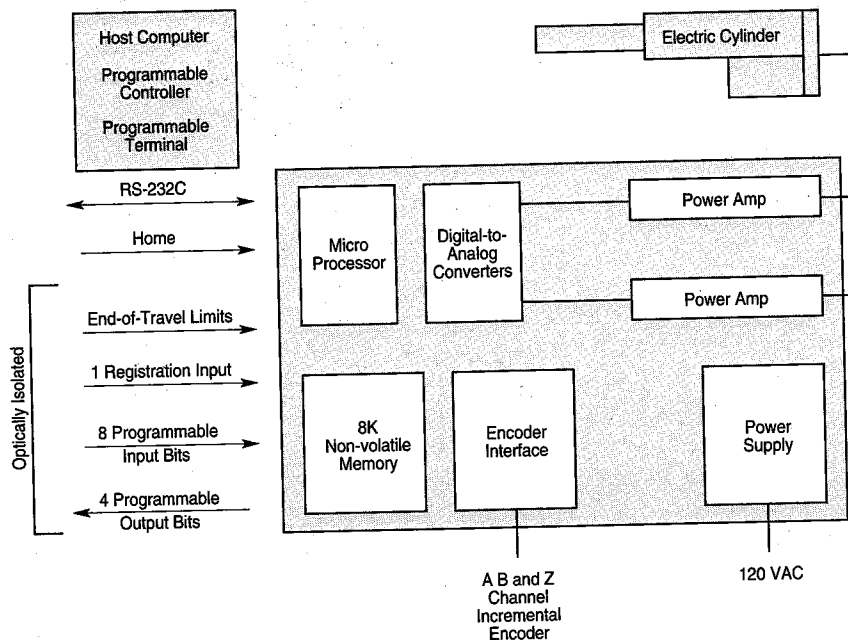 Host Computer
Programmable
Controller
Programmable
Terminal
Electric Cylinder
RS-232C
Home
Optically Isolated
End-of-Travel Limits
1 Registration Input
8 Programmable
Input Bits
4 Programmable
Output Bits
Micro
Processor
Digital-to-
Analog
Converters
Power Amp
Power Amp
8K
Non-volatile
Memory
Encoder
Interface
Power
Supply
A B and Z
Channel
Incremental
Encoder
120 VAC